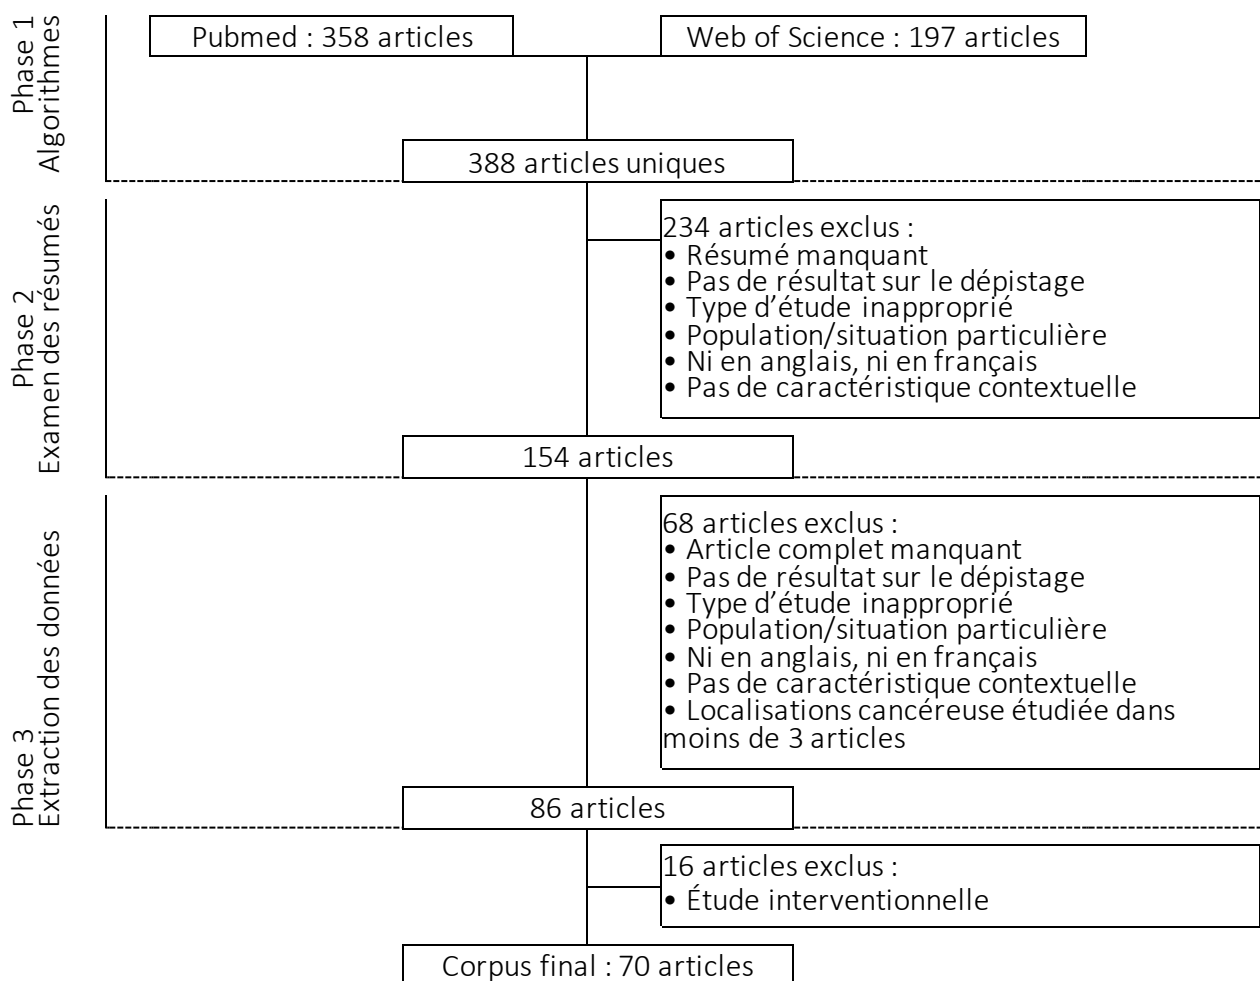 Phase 1
Algorithmes
Pubmed : 358 articles
Web of Science : 197 articles
388 articles uniques
Phase 2
Examen des résumés
234 articles exclus :
• Résumé manquant
• Pas de résultat sur le dépistage
• Type d’étude inapproprié
• Population/situation particulière
• Ni en anglais, ni en français
• Pas de caractéristique contextuelle
154 articles
Phase 3
Extraction des données
68 articles exclus :
• Article complet manquant
• Pas de résultat sur le dépistage
• Type d’étude inapproprié
• Population/situation particulière
• Ni en anglais, ni en français
• Pas de caractéristique contextuelle
• Localisations cancéreuse étudiée dans
moins de 3 articles
86 articles
16 articles exclus :
• Étude interventionnelle
Corpus final : 70 articles